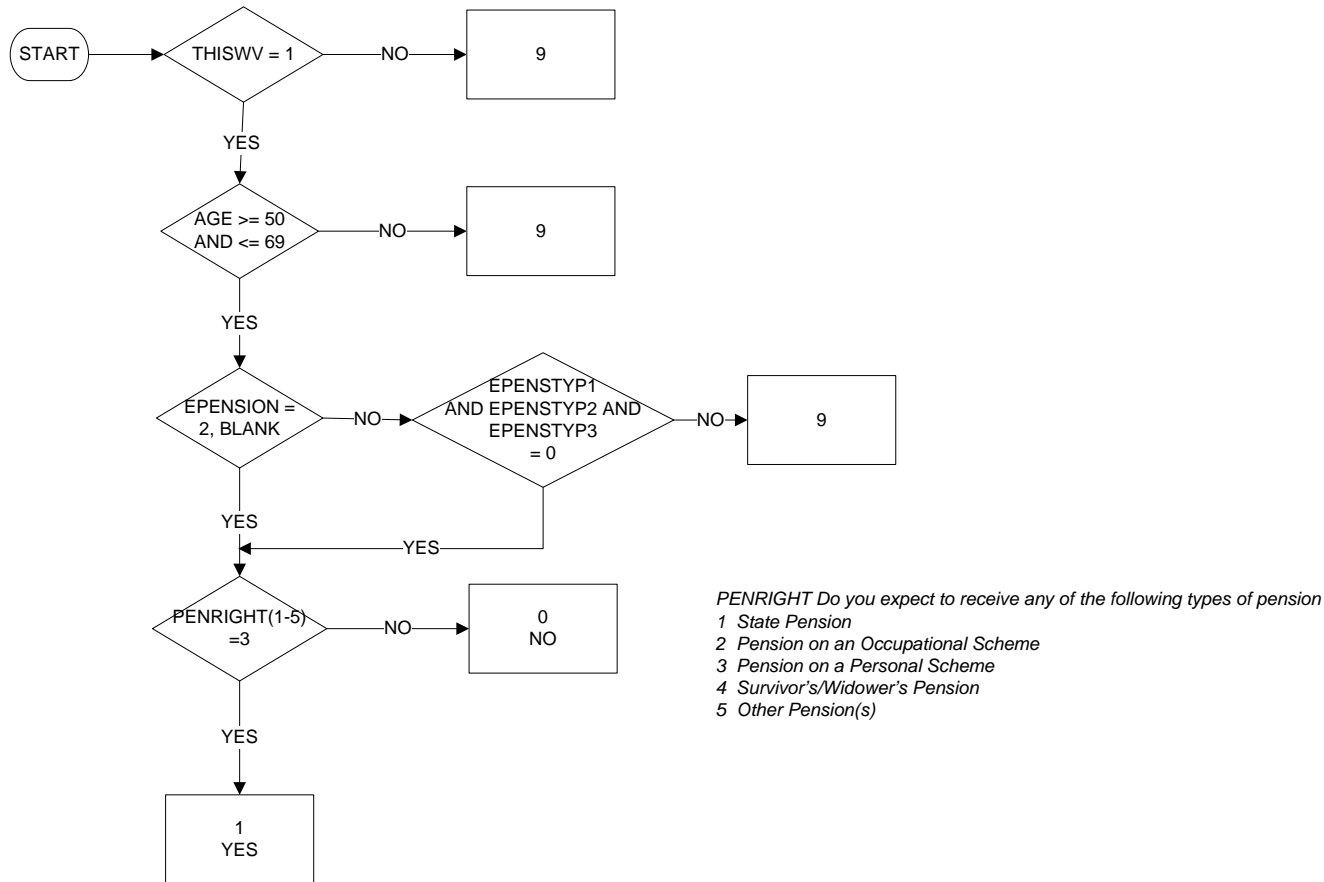 START
THISWV = 1
NO
9
YES
AGE >= 50
AND <= 69
NO
9
YES
EPENSION =
2, BLANK
NO
EPENSTYP1
AND EPENSTYP2 AND
EPENSTYP3
= 0
NO
9
YES
YES
PENRIGHT(1-5)
=3
NO
0
NO
YES
1
YES
PENRIGHT Do you expect to receive any of the following types of pension
1 State Pension
2 Pension on an Occupational Scheme
3 Pension on a Personal Scheme
4 Survivor's/Widower's Pension
5 Other Pension(s)